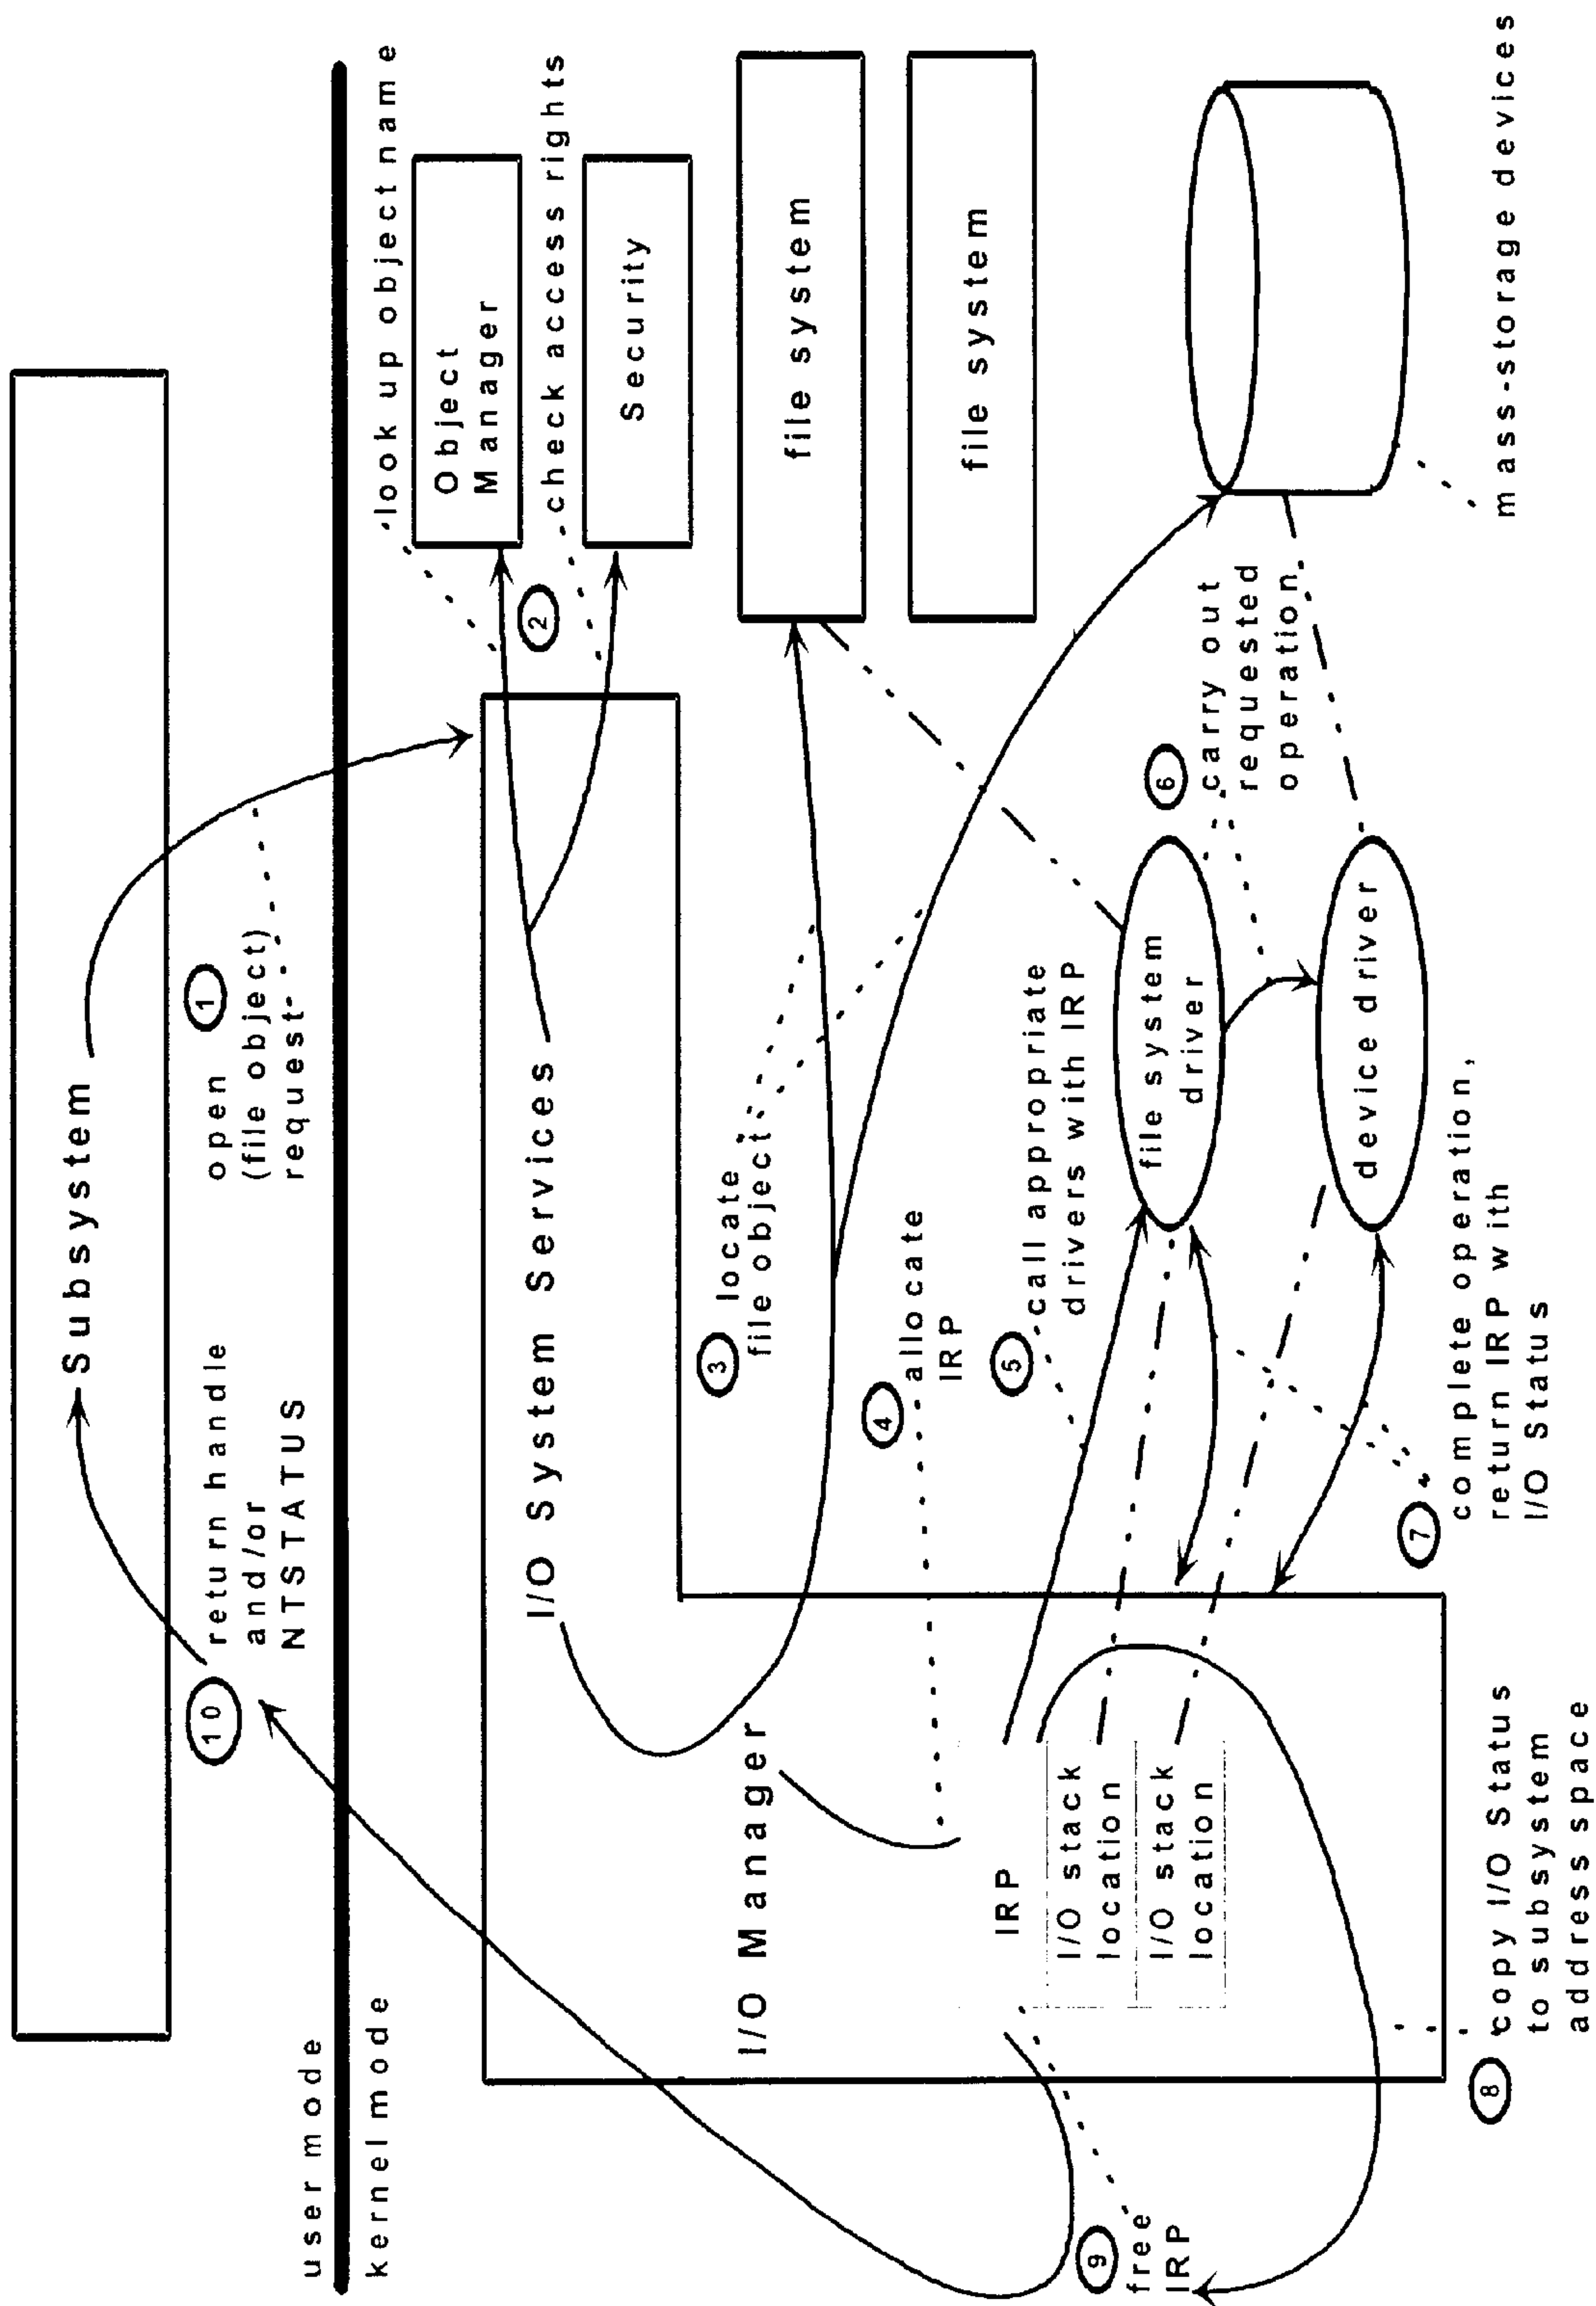 Subsystem
10
return handle
and/or
NTSTATUS
open
1
(file object)
request
user mode
kernel mode
look up object name
Object
Manager
check access rights
2
Security
I/O System Services
I/O Manager
3
locate
file object
file system
file system
4
allocate
IRP
5
call appropriate
drivers with IRP
IRP
I/O stack
location
I/O stack
location
file system
driver
6
carry out
requested
operation
device driver
mass-storage devices
7
complete operation,
return IRP with
I/O Status
8
copy I/O Status
to subsystem
address space
9
free
IRP